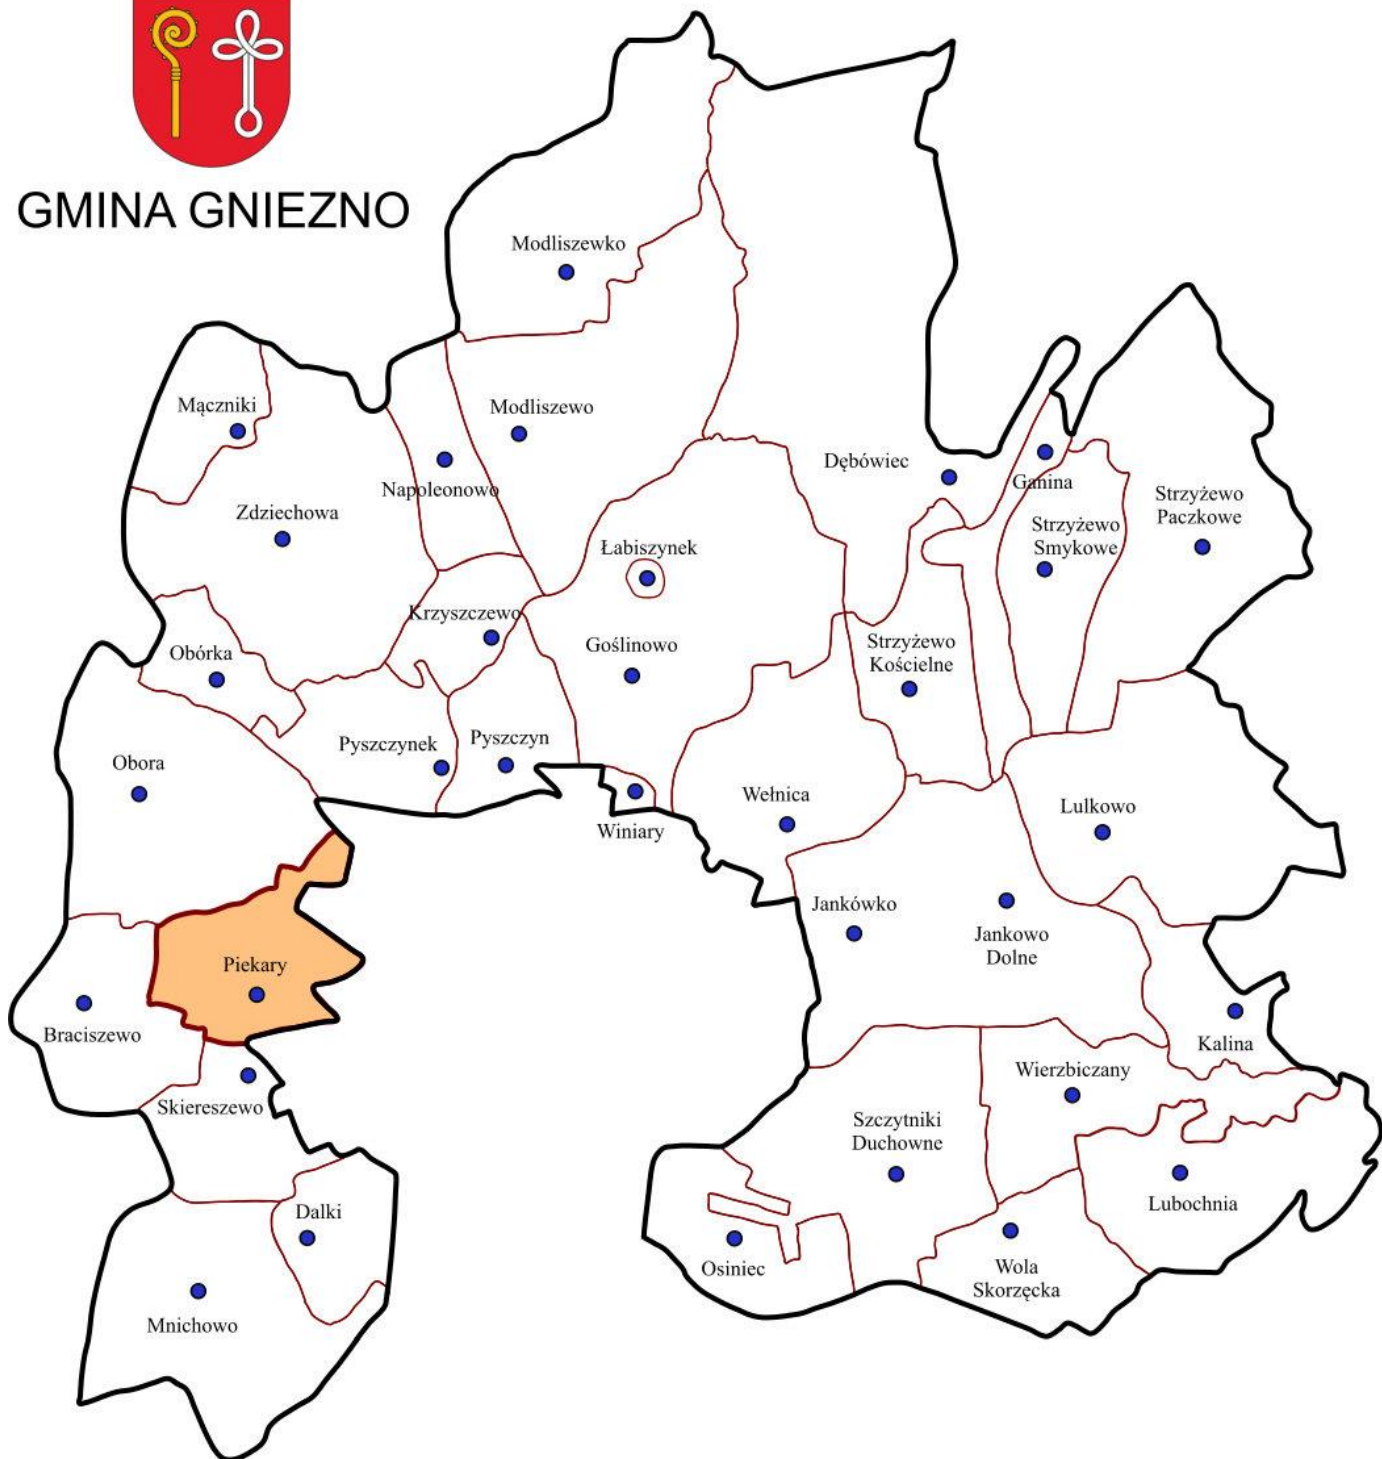 GMINA GNIEZNO
Modliszewko
Mączniki
Modliszewo
Napoleonowo
Zdziechowa
Dębówiec
Ganina
Strzyżewo
Paczkowe
Strzyżewo
Smykowe
Łabiszynek
Krzyszczewo
Goślinowo
Obórka
Strzyżewo
Kościelne
Pyszczynek
Pyszczyn
Obora
Winiary
Wełnica
Lulkowo
Jankówko
Jankowo
Dolne
Piekary
Braciszewo
Kalina
Skiereszewo
Wierzbiczany
Szczytniki
Duchowne
Lubochnia
Dalki
Osiniec
Wola
Skorzęcka
Mnichowo